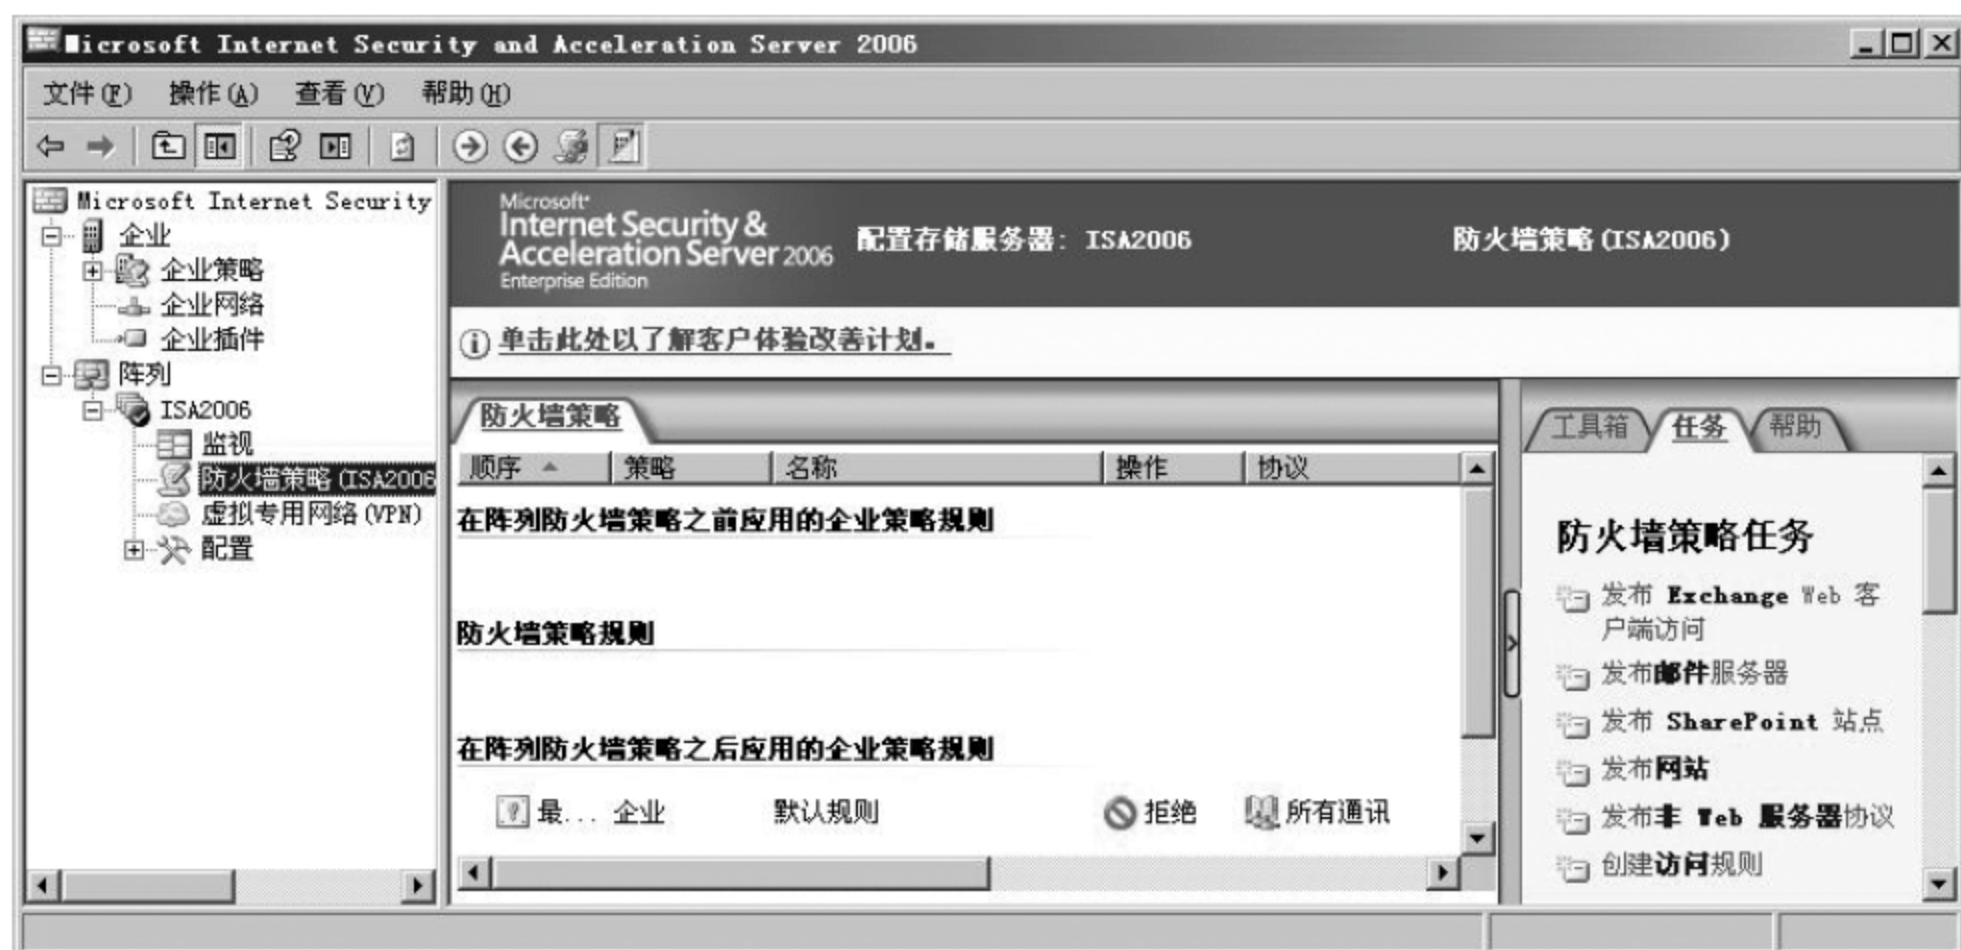 Microsoft Internet Security and Acceleration Server 2006
文件(F) 操作(A) 查看(V) 帮助(H)
Microsoft Internet Security
企业
企业策略
企业网络
企业插件
阵列
ISA2006
监视
防火墙策略(ISA2006
虚拟专用网络(VPN)
配置
Microsoft
Internet Security &
Acceleration Server 2006
Enterprise Edition
配置存储服务器: ISA2006
防火墙策略(ISA2006)
单击此处以了解客户体验改善计划。
防火墙策略
顺序 策略 名称 操作 协议
在阵列防火墙策略之前应用的企业策略规则
防火墙策略规则
在阵列防火墙策略之后应用的企业策略规则
最... 企业 默认规则 拒绝 所有通讯
工具箱 任务 帮助
防火墙策略任务
发布 Exchange Web 客
户端访问
发布邮件服务器
发布 SharePoint 站点
发布网站
发布非 Web 服务器协议
创建访问规则